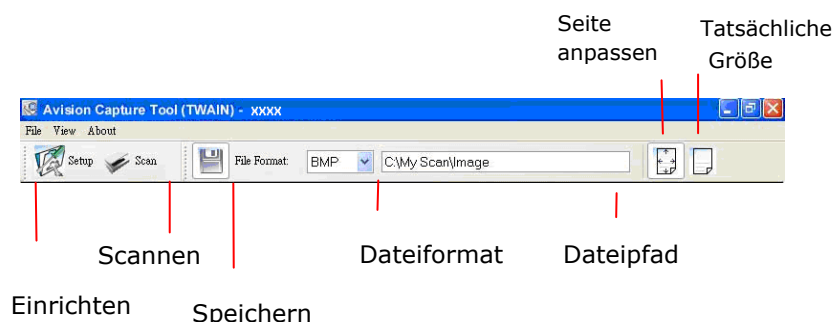 Seite
anpassen
Tatsächliche
Größe
Avision Capture Tool (TWAIN) - xxxx
File View About
Setup Scan File Format: BMP C:\My Scan\Image
Scannen
Dateiformat
Dateipfad
Einrichten
Speichern